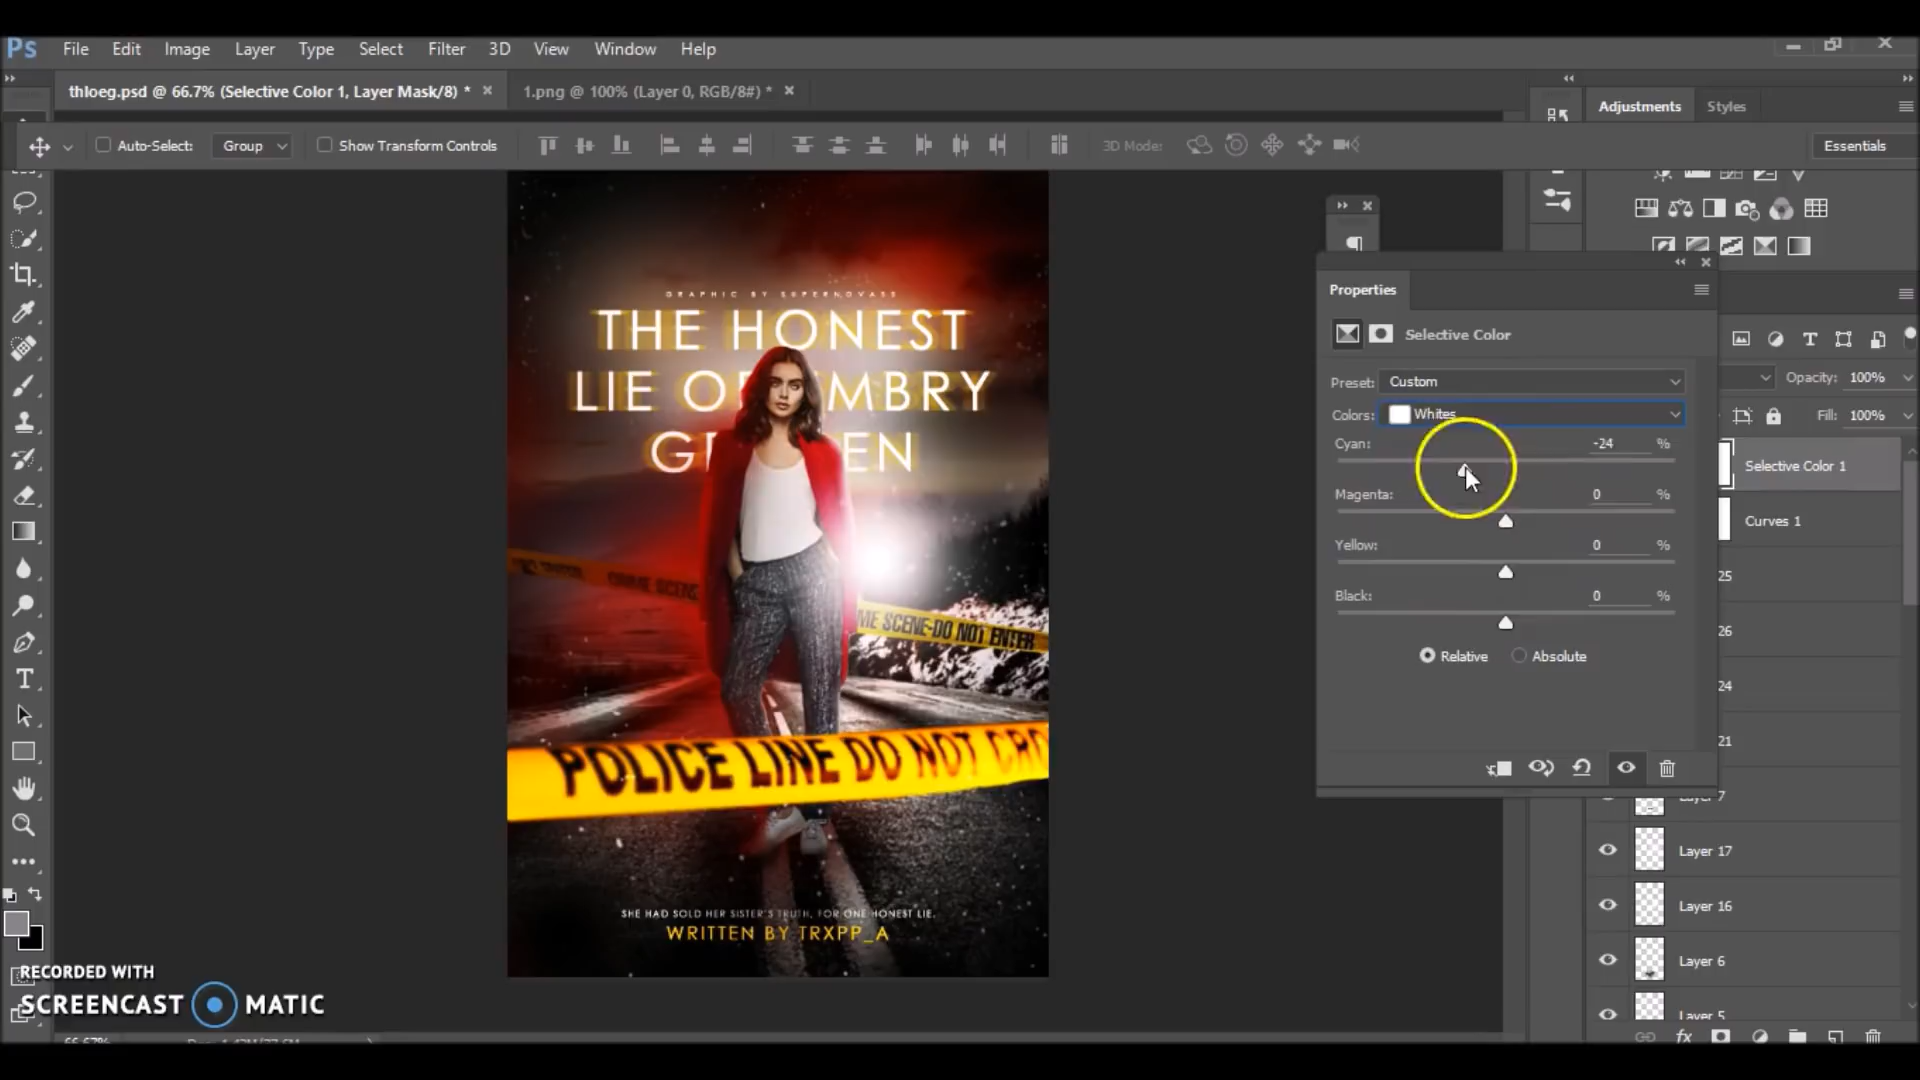 Ps File Edit Image Layer Type Select Filter 3D View Window Help
thloeg.psd @ 66.7% (Selective Color 1, Layer Mask/8) * 1.png @ 100% (Layer 0, RGB/8#) *
Adjustments Styles
Auto-Select: Group Show Transform Controls 3D Mode: Essentials
GRAPHIC BY SUPERNOVASS
THE HONEST
LIE OF EMBRY
GR EN
CRIME SCENE
ME SCENE-DO NOT ENTER
POLICE LINE DO NOT CRO
SHE HAD SOLD HER SISTER'S TRUTH, FOR ONE HONEST LIE.
WRITTEN BY TRXPP_A
Properties
Selective Color
Preset: Custom
Colors: Whites
Cyan: -24 %
Magenta: 0 %
Yellow: 0 %
Black: 0 %
Relative Absolute
Opacity: 100%
Fill: 100%
Selective Color 1
Curves 1
25
26
24
21
Layer 7
Layer 17
Layer 16
Layer 6
Layer 5
fx
RECORDED WITH
SCREENCAST MATIC
66.67%